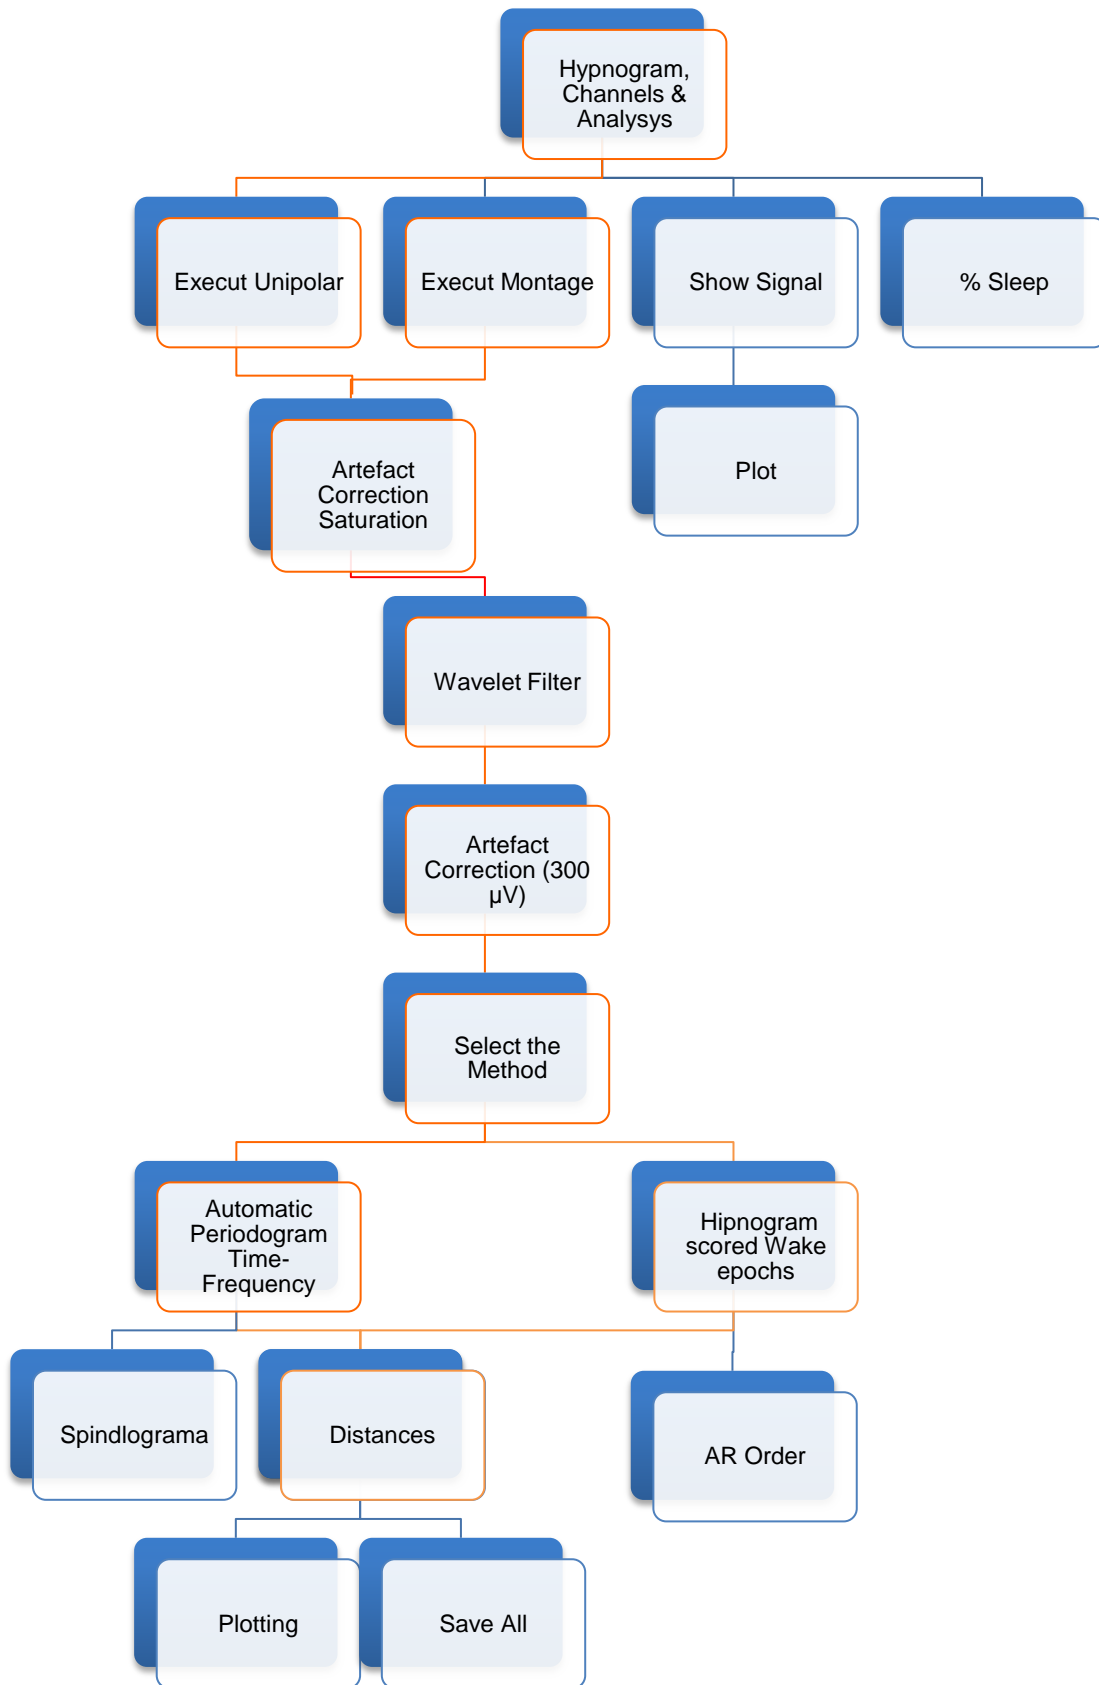 Hypnogram,
Channels &
Analysys
Execut Unipolar
Execut Montage
Show Signal
% Sleep
Artefact
Correction
Saturation
Plot
Wavelet Filter
Artefact
Correction (300
µV)
Select the
Method
Automatic
Periodogram
Time-
Frequency
Hipnogram
scored Wake
epochs
Spindlograma
Distances
AR Order
Plotting
Save All